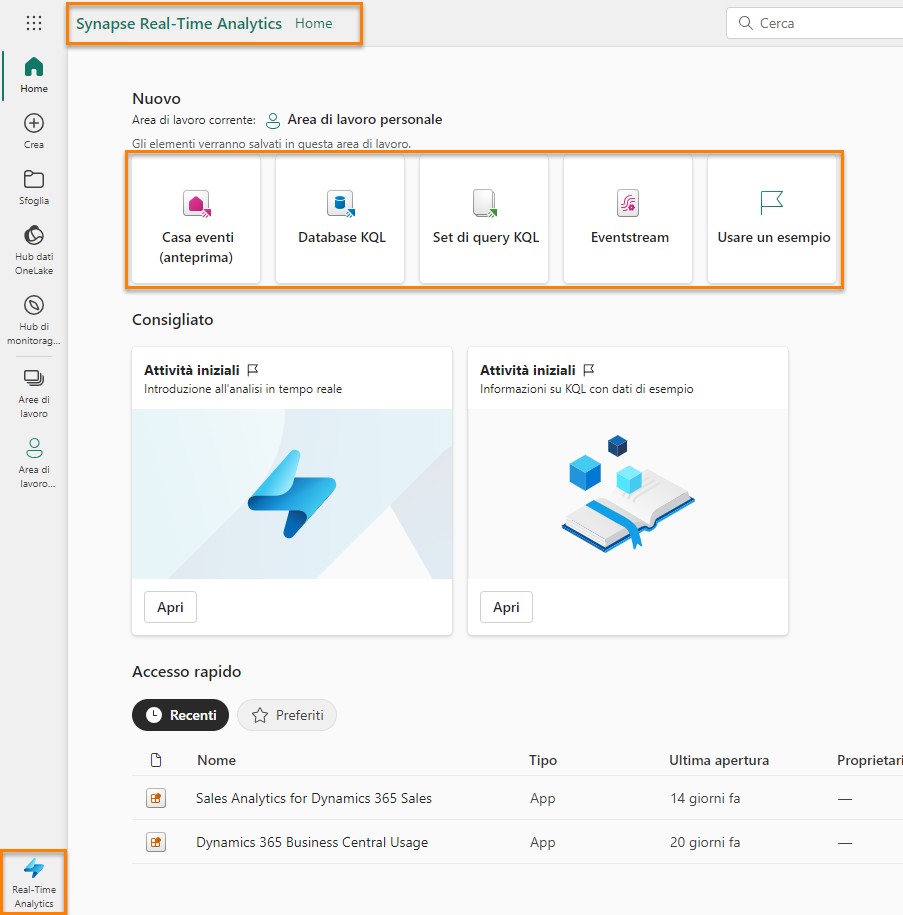 Synapse Real-Time Analytics Home
Cerca
Home
Crea
Sfoglia
Hub dati
OneLake
Hub di
monitorag...
Aree di
lavoro
Area di
lavoro...
Real-Time
Analytics
Nuovo
Area di lavoro corrente: Area di lavoro personale
Gli elementi verranno salvati in questa area di lavoro.
Casa eventi
(anteprima)
Database KQL
Set di query KQL
Eventstream
Usare un esempio
Consigliato
Attività iniziali
Introduzione all'analisi in tempo reale
Apri
Attività iniziali
Informazioni su KQL con dati di esempio
Apri
Accesso rapido
Recenti Preferiti
Nome Tipo Ultima apertura Proprietari
Sales Analytics for Dynamics 365 Sales App 14 giorni fa —
Dynamics 365 Business Central Usage App 20 giorni fa —